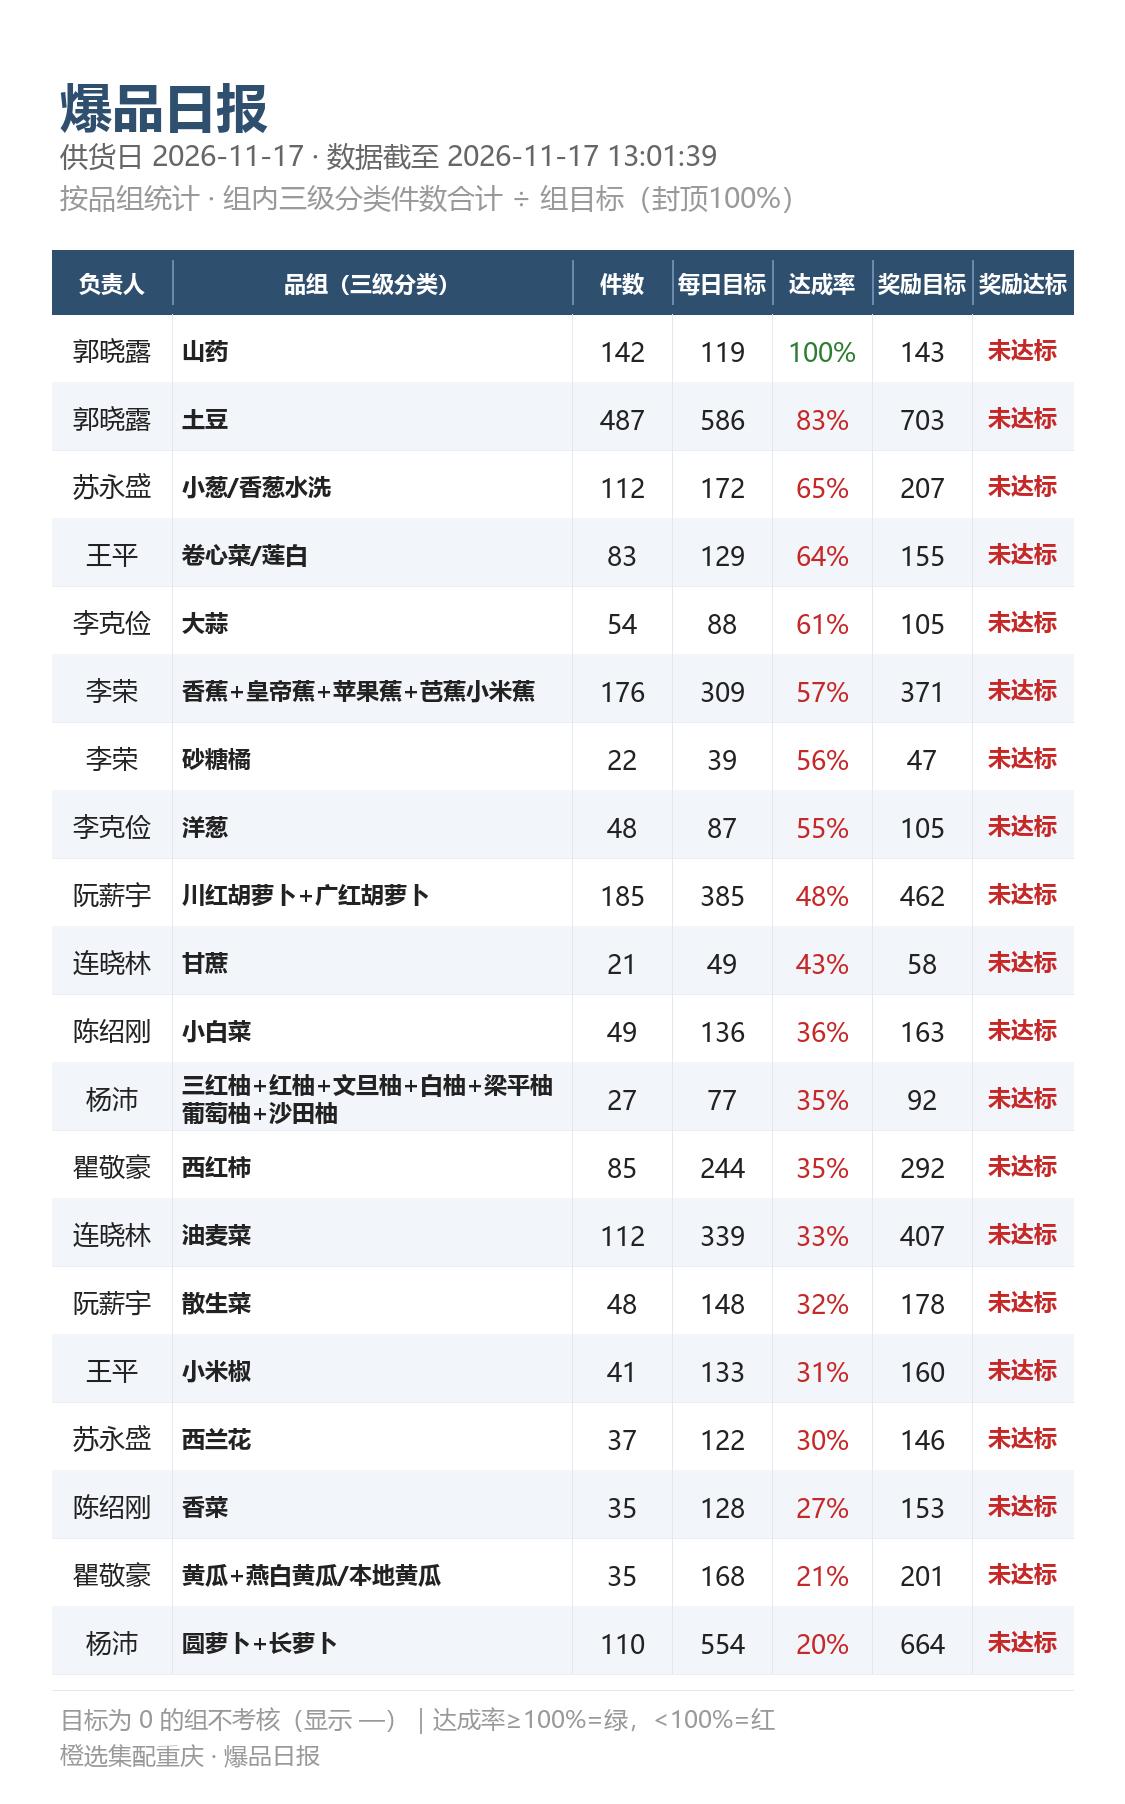 爆品日报
供货日 2026-11-17 · 数据截至 2026-11-17 13:01:39
按品组统计 · 组内三级分类件数合计 ÷ 组目标（封顶100%）
负责人 品组（三级分类） 件数 每日目标 达成率 奖励目标 奖励达标
郭晓露 山药 142 119 100% 143 未达标
郭晓露 土豆 487 586 83% 703 未达标
苏永盛 小葱/香葱水洗 112 172 65% 207 未达标
王平 卷心菜/莲白 83 129 64% 155 未达标
李克俭 大蒜 54 88 61% 105 未达标
李荣 香蕉+皇帝蕉+苹果蕉+芭蕉小米蕉 176 309 57% 371 未达标
李荣 砂糖橘 22 39 56% 47 未达标
李克俭 洋葱 48 87 55% 105 未达标
阮薪宇 川红胡萝卜+广红胡萝卜 185 385 48% 462 未达标
连晓林 甘蔗 21 49 43% 58 未达标
陈绍刚 小白菜 49 136 36% 163 未达标
杨沛 三红柚+红柚+文旦柚+白柚+梁平柚 27 77 35% 92 未达标
葡萄柚+沙田柚
瞿敬豪 西红柿 85 244 35% 292 未达标
连晓林 油麦菜 112 339 33% 407 未达标
阮薪宇 散生菜 48 148 32% 178 未达标
王平 小米椒 41 133 31% 160 未达标
苏永盛 西兰花 37 122 30% 146 未达标
陈绍刚 香菜 35 128 27% 153 未达标
瞿敬豪 黄瓜+燕白黄瓜/本地黄瓜 35 168 21% 201 未达标
杨沛 圆萝卜+长萝卜 110 554 20% 664 未达标
目标为 0 的组不考核（显示 —）｜达成率≥100%=绿，<100%=红
橙选集配重庆 · 爆品日报